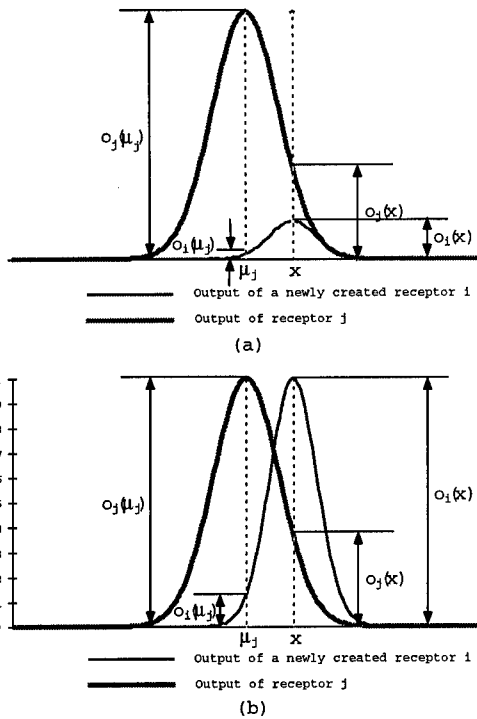 Oⱼ(μⱼ)
Oⱼ(x)
Oᵢ(x)
Oᵢ(μⱼ)
μⱼ x
Output of a newly created receptor i
Output of receptor j
(a)
Oⱼ(μⱼ)
Oᵢ(x)
Oⱼ(x)
Oᵢ(μⱼ)
μⱼ x
Output of a newly created receptor i
Output of receptor j
(b)